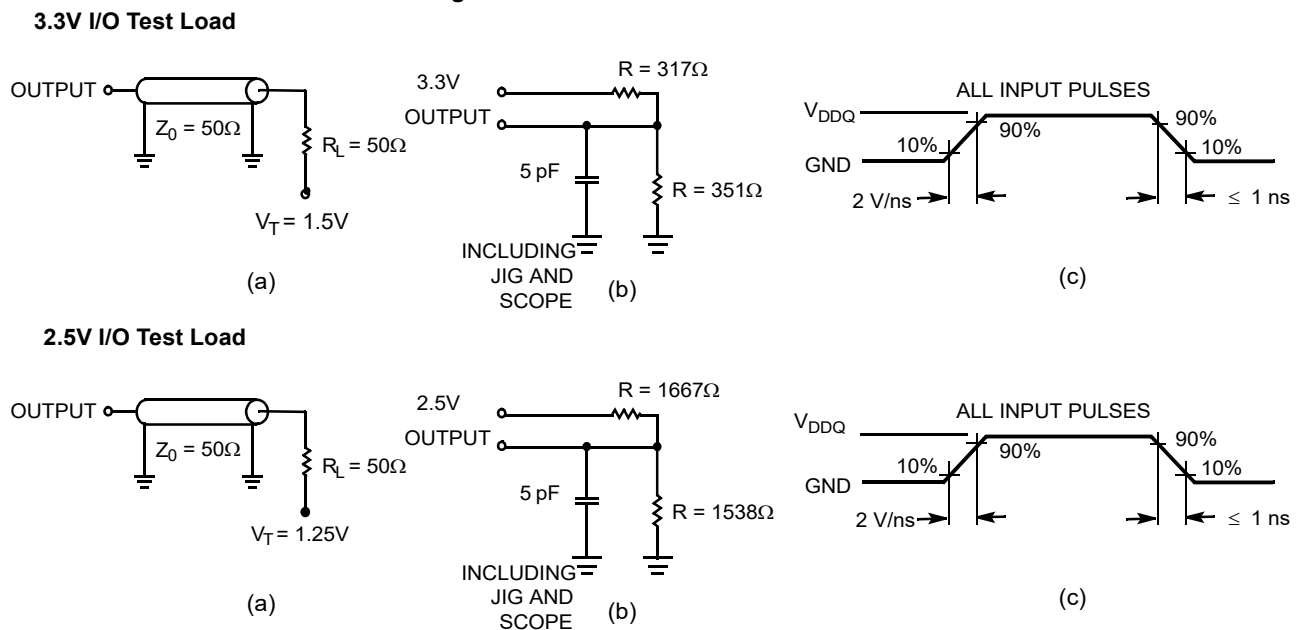 3.3V I/O Test Load
OUTPUT
Z0 = 50Ω
RL = 50Ω
VT = 1.5V
(a)
3.3V
OUTPUT
R = 317Ω
5 pF
R = 351Ω
INCLUDING
JIG AND
SCOPE
(b)
ALL INPUT PULSES
VDDQ
GND
10%
90%
90%
10%
2 V/ns
≤ 1 ns
(c)
2.5V I/O Test Load
OUTPUT
Z0 = 50Ω
RL = 50Ω
VT = 1.25V
(a)
2.5V
OUTPUT
R = 1667Ω
5 pF
R = 1538Ω
INCLUDING
JIG AND
SCOPE
(b)
ALL INPUT PULSES
VDDQ
GND
10%
90%
90%
10%
2 V/ns
≤ 1 ns
(c)